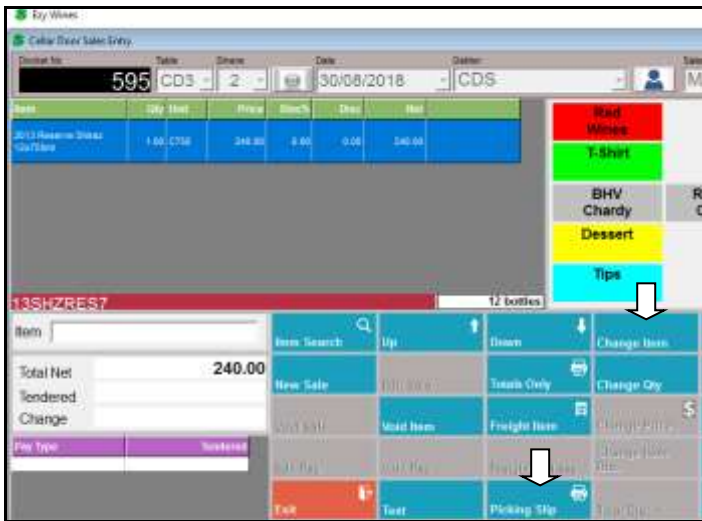 Ezy Wines
Cellar Door Sales Entry
Docket No Table Share Date
595 CD3 2 30/08/2018 CDS
Item Qty Unit Price Disc% Disc Net
2013 Reserve Shiraz
1.00 C750 240.00 0.00 0.00 240.00
Red
Wines
T-Shirt
BHV
Chardy
Dessert
Tips
13SHZRES7 12 bottles
Item
Item Search Up Down Change Item
Total Net 240.00
New Sale Totals Only Change Qty
Tendered
Change
Void Item Freight Item
Pay Type Tendered
Exit Text Picking Slip